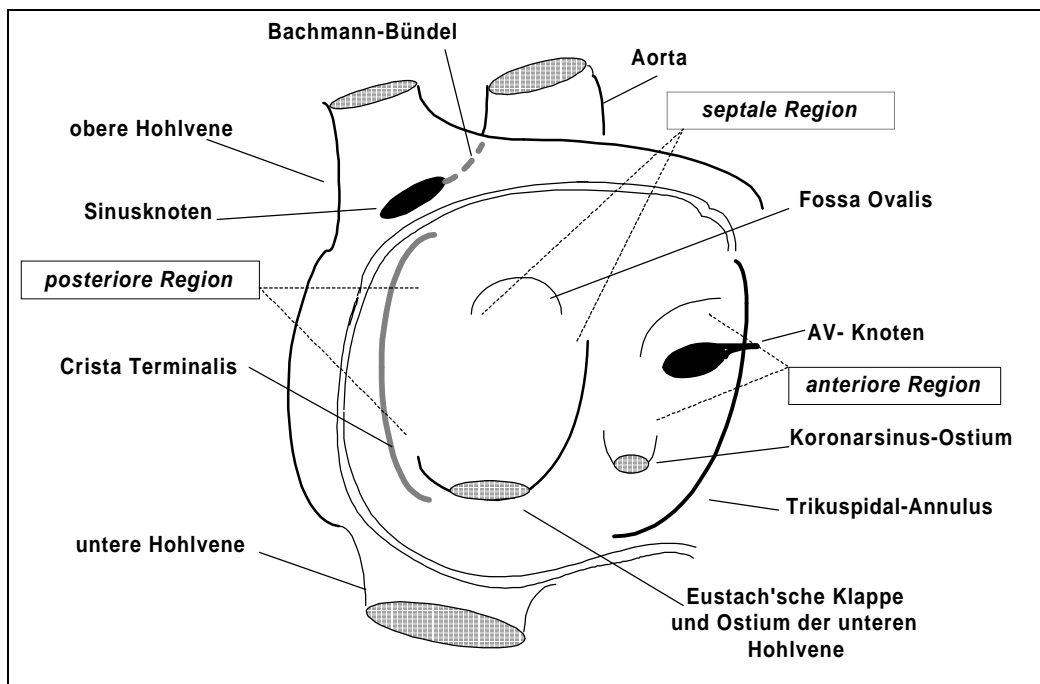 Bachmann-Bündel
Aorta
septale Region
obere Hohlvene
Fossa Ovalis
Sinusknoten
posteriore Region
AV- Knoten
Crista Terminalis
anteriore Region
Koronarsinus-Ostium
Trikuspidal-Annulus
untere Hohlvene
Eustach'sche Klappe
und Ostium der unteren
Hohlvene